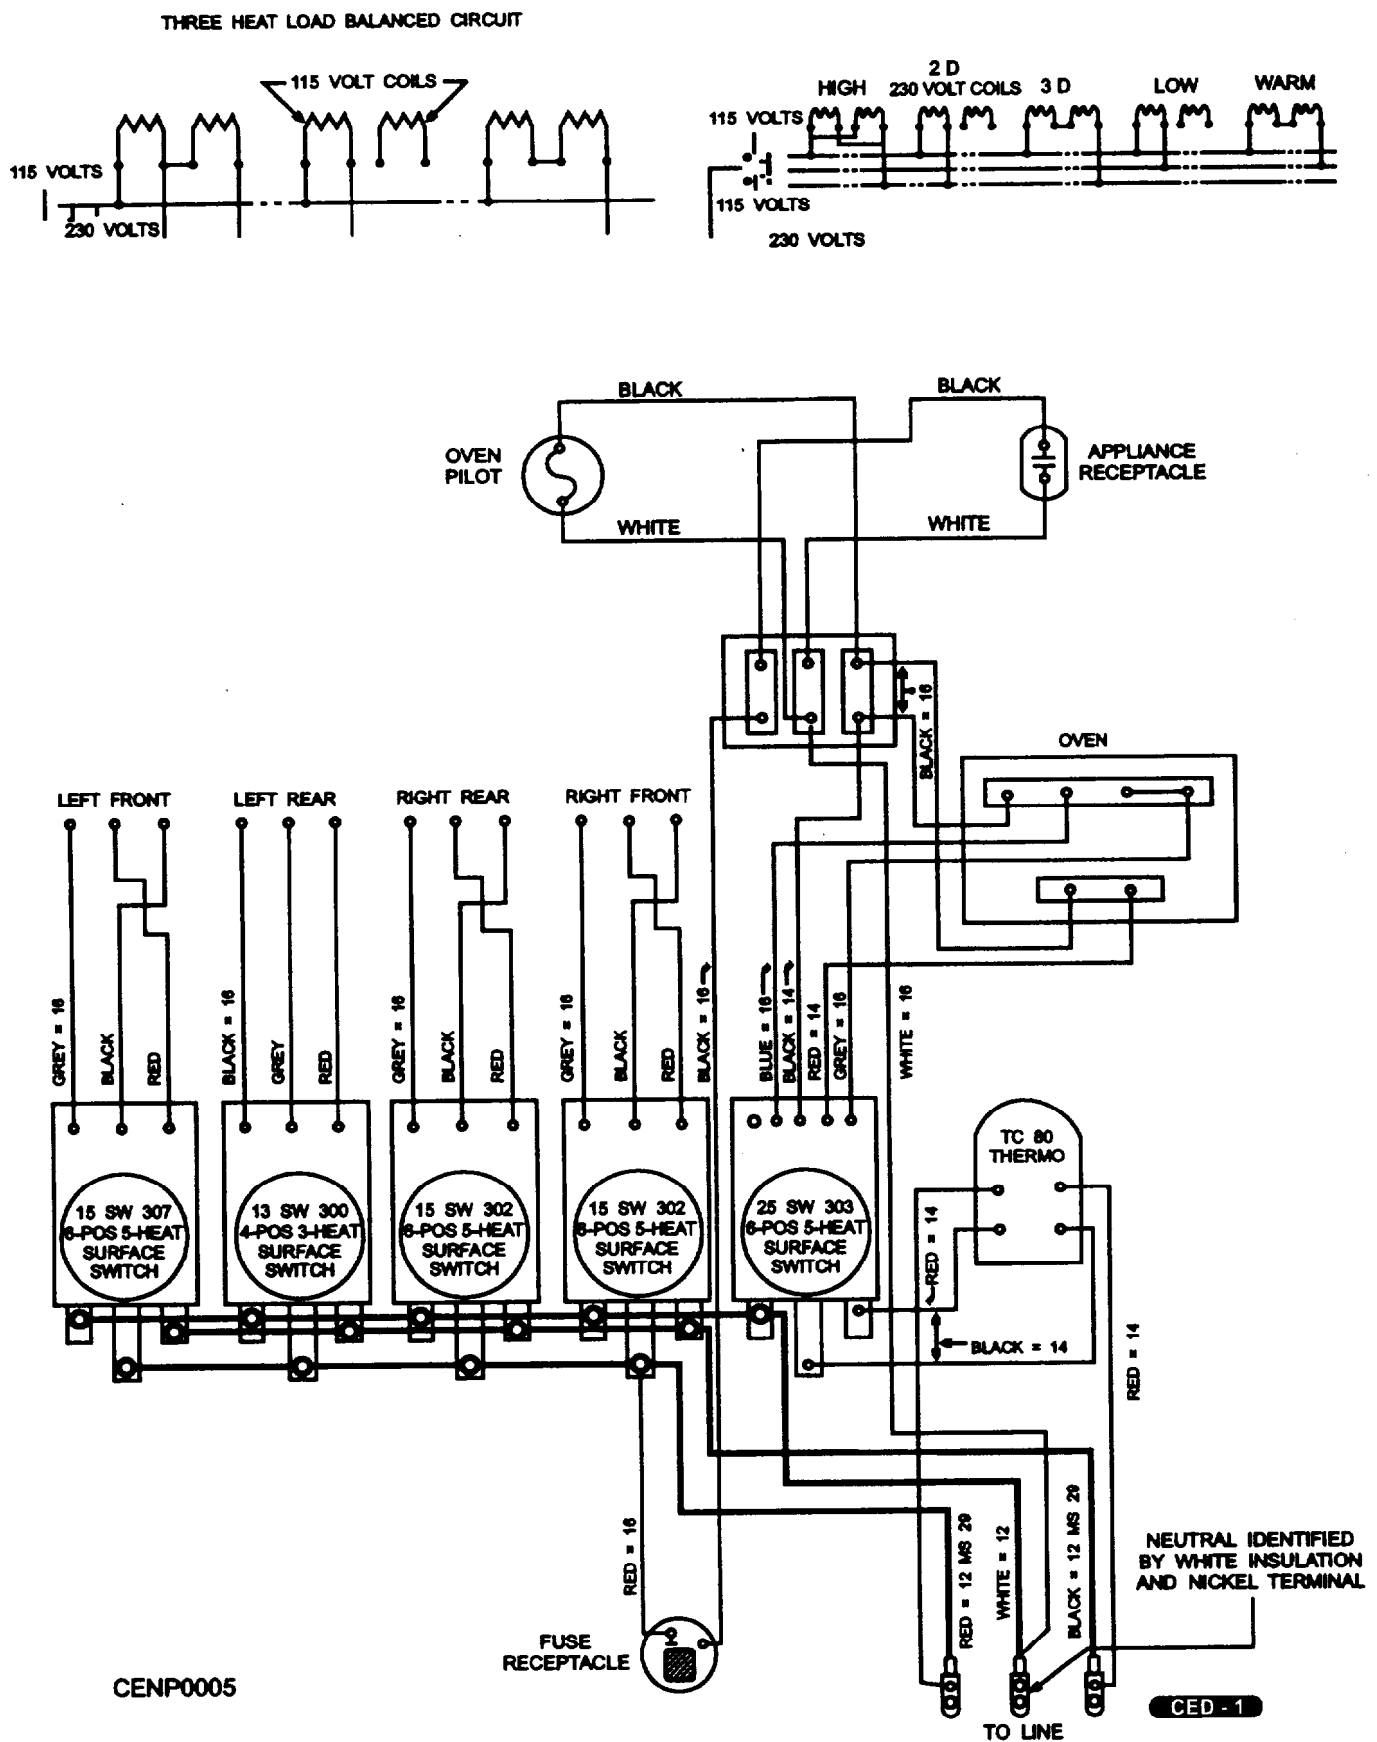 THREE HEAT LOAD BALANCED CIRCUIT
115 VOLT COILS
115 VOLTS
230 VOLTS
HIGH
2 D
230 VOLT COILS
3 D
LOW
WARM
115 VOLTS
115 VOLTS
230 VOLTS
BLACK
BLACK
OVEN
PILOT
APPLIANCE
RECEPTACLE
WHITE
WHITE
BLACK = 16
OVEN
LEFT FRONT
LEFT REAR
RIGHT REAR
RIGHT FRONT
GREY = 16
BLACK
RED
BLACK = 16
GREY
RED
GREY = 16
BLACK
RED
GREY = 16
BLACK
RED
BLACK = 16
BLUE = 16
BLACK = 14
RED = 14
GREY = 16
WHITE = 16
15 SW 307
6-POS 5-HEAT
SURFACE
SWITCH
13 SW 300
4-POS 3-HEAT
SURFACE
SWITCH
15 SW 302
6-POS 5-HEAT
SURFACE
SWITCH
15 SW 302
6-POS 5-HEAT
SURFACE
SWITCH
25 SW 303
6-POS 5-HEAT
SURFACE
SWITCH
TC 80
THERMO
RED = 14
BLACK = 14
RED = 14
RED = 16
RED = 12 MS 29
WHITE = 12
BLACK = 12 MS 29
NEUTRAL IDENTIFIED
BY WHITE INSULATION
AND NICKEL TERMINAL
FUSE
RECEPTACLE
CENP0005
CED - 1
TO LINE